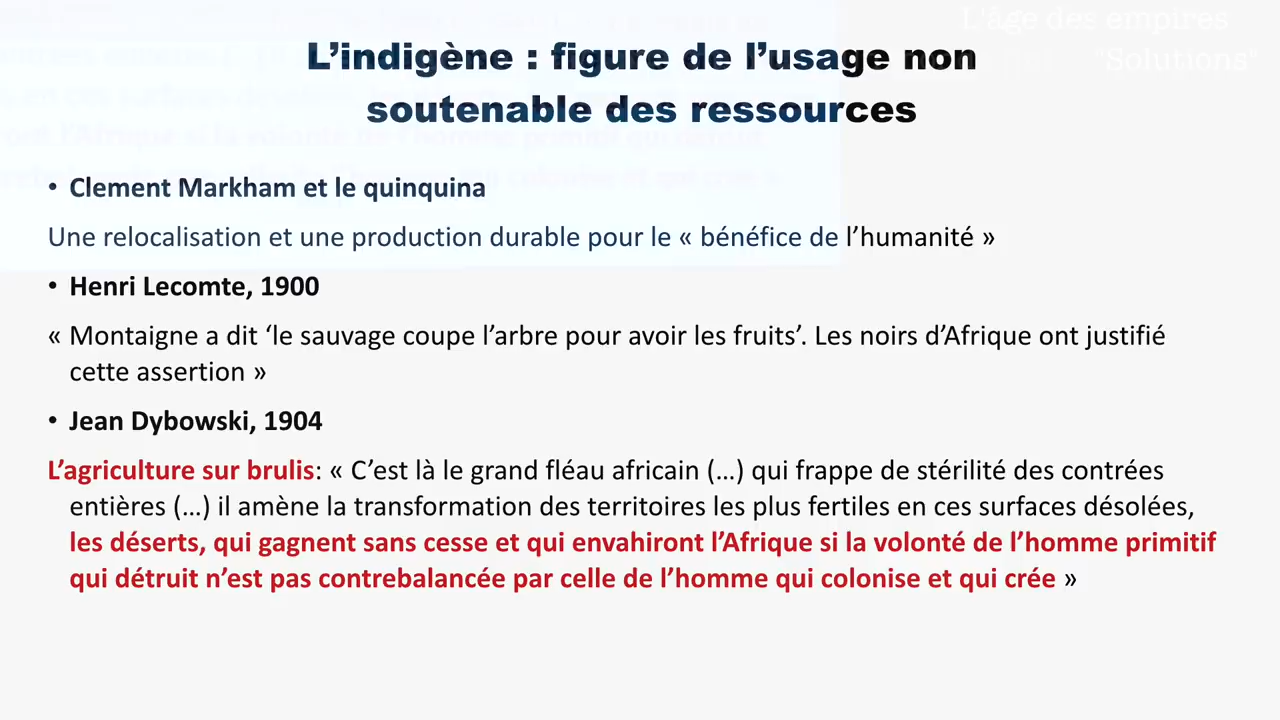 L'âge des empires
"Solutions"
L’indigène : figure de l’usage non
soutenable des ressources
• Clement Markham et le quinquina
Une relocalisation et une production durable pour le « bénéfice de l’humanité »
• Henri Lecomte, 1900
« Montaigne a dit ‘le sauvage coupe l’arbre pour avoir les fruits’. Les noirs d’Afrique ont justifié
cette assertion »
• Jean Dybowski, 1904
L’agriculture sur brulis: « C’est là le grand fléau africain (…) qui frappe de stérilité des contrées
entières (…) il amène la transformation des territoires les plus fertiles en ces surfaces désolées,
les déserts, qui gagnent sans cesse et qui envahiront l’Afrique si la volonté de l’homme primitif
qui détruit n’est pas contrebalancée par celle de l’homme qui colonise et qui crée »